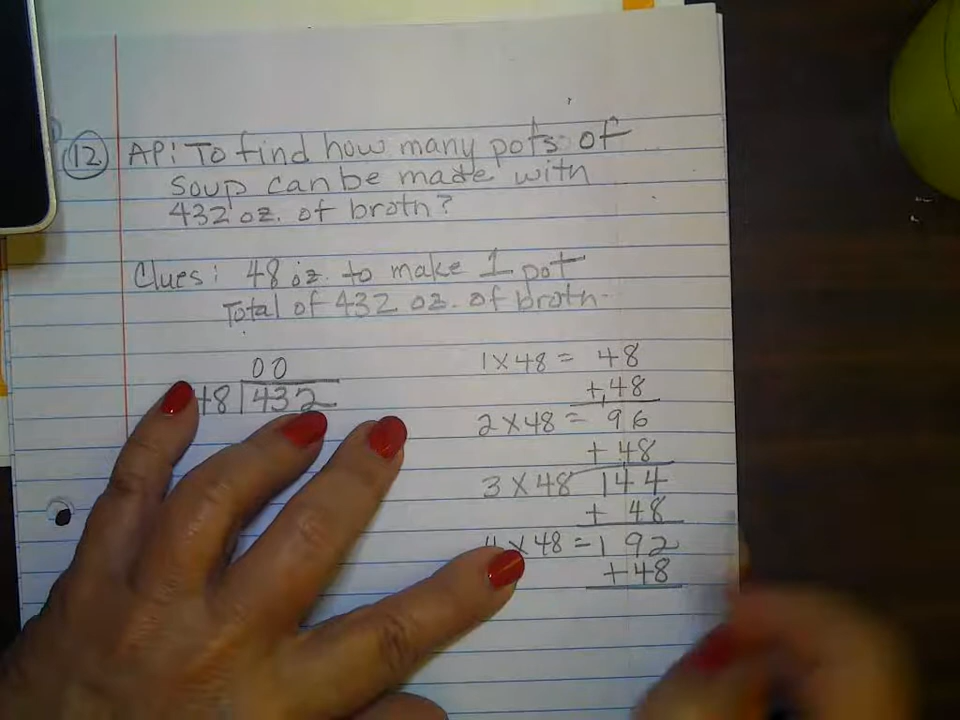 12 AP: To find how many pots of
soup can be made with
432 oz. of broth?
Clues: 48 oz. to make 1 pot
Total of 432 oz. of broth.
00
48 432
1 x 48 = 48
+ 48
2 x 48 = 96
+ 48
3 x 48 144
+ 48
4 x 48 = 192
+ 48